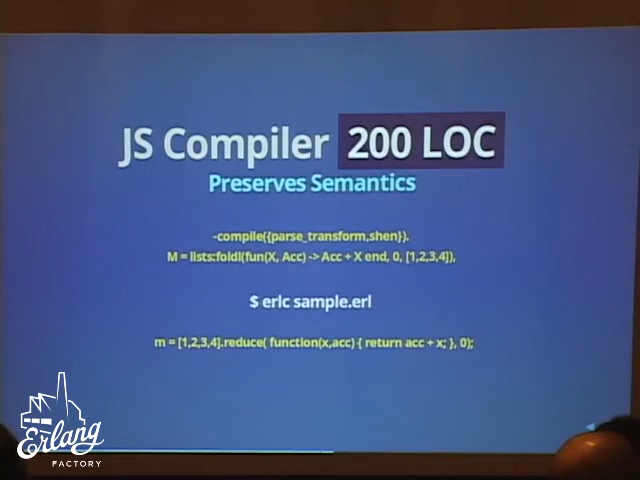 JS Compiler 200 LOC
Preserves Semantics
-compile({parse_transform,shen}).
M = lists:foldl(fun(X, Acc) -> Acc + X end, 0, [1,2,3,4]),
$ erlc sample.erl
m = [1,2,3,4].reduce( function(x,acc) { return acc + x; }, 0);
Erlang
FACTORY